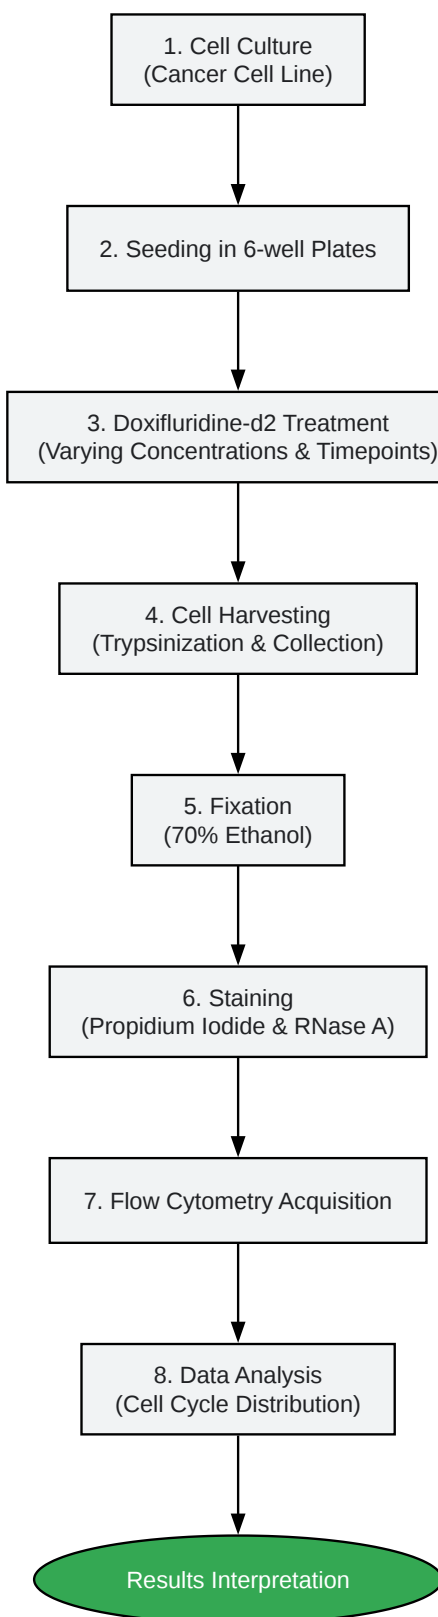 1. Cell Culture
(Cancer Cell Line)
2. Seeding in 6-well Plates
3. Doxifluridine-d2 Treatment
(Varying Concentrations & Timepoints)
4. Cell Harvesting
(Trypsinization & Collection)
5. Fixation
(70% Ethanol)
6. Staining
(Propidium Iodide & RNase A)
7. Flow Cytometry Acquisition
8. Data Analysis
(Cell Cycle Distribution)
Results Interpretation